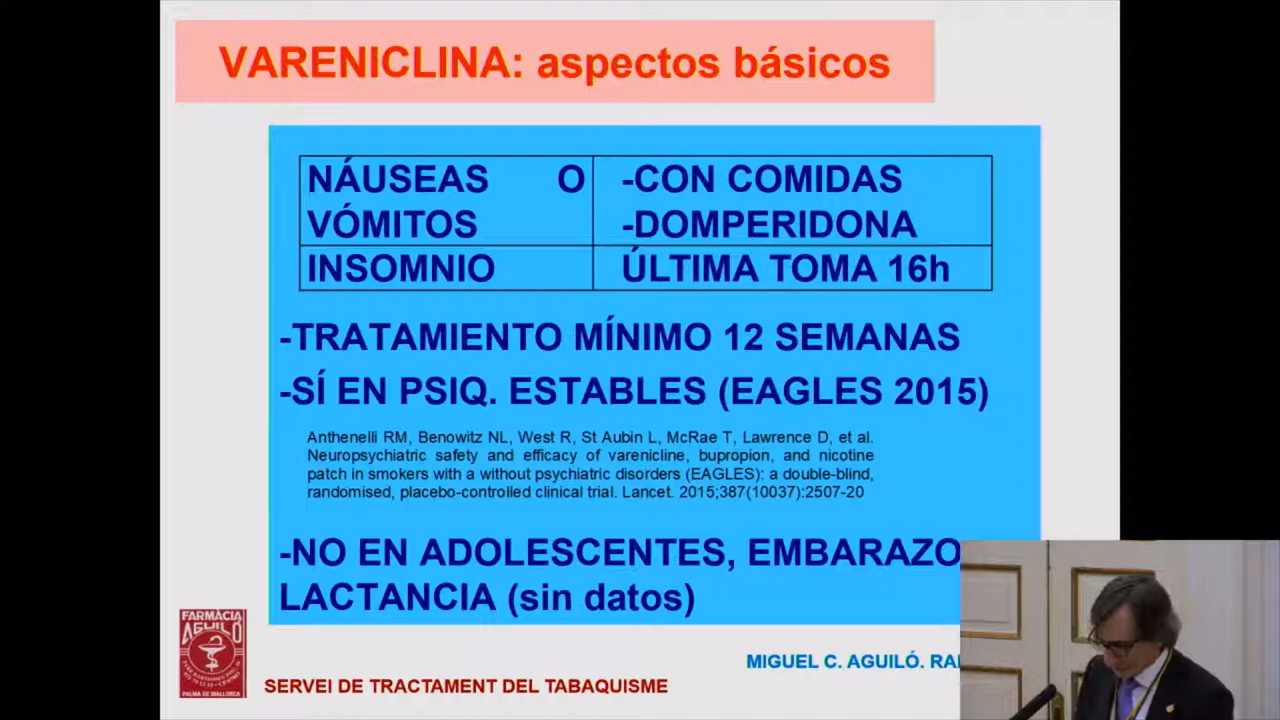 VARENICLINA: aspectos básicos
NÁUSEAS O
VÓMITOS
-CON COMIDAS
-DOMPERIDONA
INSOMNIO
ÚLTIMA TOMA 16h
-TRATAMIENTO MÍNIMO 12 SEMANAS
-SÍ EN PSIQ. ESTABLES (EAGLES 2015)
Anthenelli RM, Benowitz NL, West R, St Aubin L, McRae T, Lawrence D, et al.
Neuropsychiatric safety and efficacy of varenicline, bupropion, and nicotine
patch in smokers with a without psychiatric disorders (EAGLES): a double-blind,
randomised, placebo-controlled clinical trial. Lancet. 2015;387(10037):2507-20
-NO EN ADOLESCENTES, EMBARAZO
LACTANCIA (sin datos)
FARMÀCIA
AGUILÓ
PALMA DE MALLORCA
MIGUEL C. AGUILÓ.
SERVEI DE TRACTAMENT DEL TABAQUISME